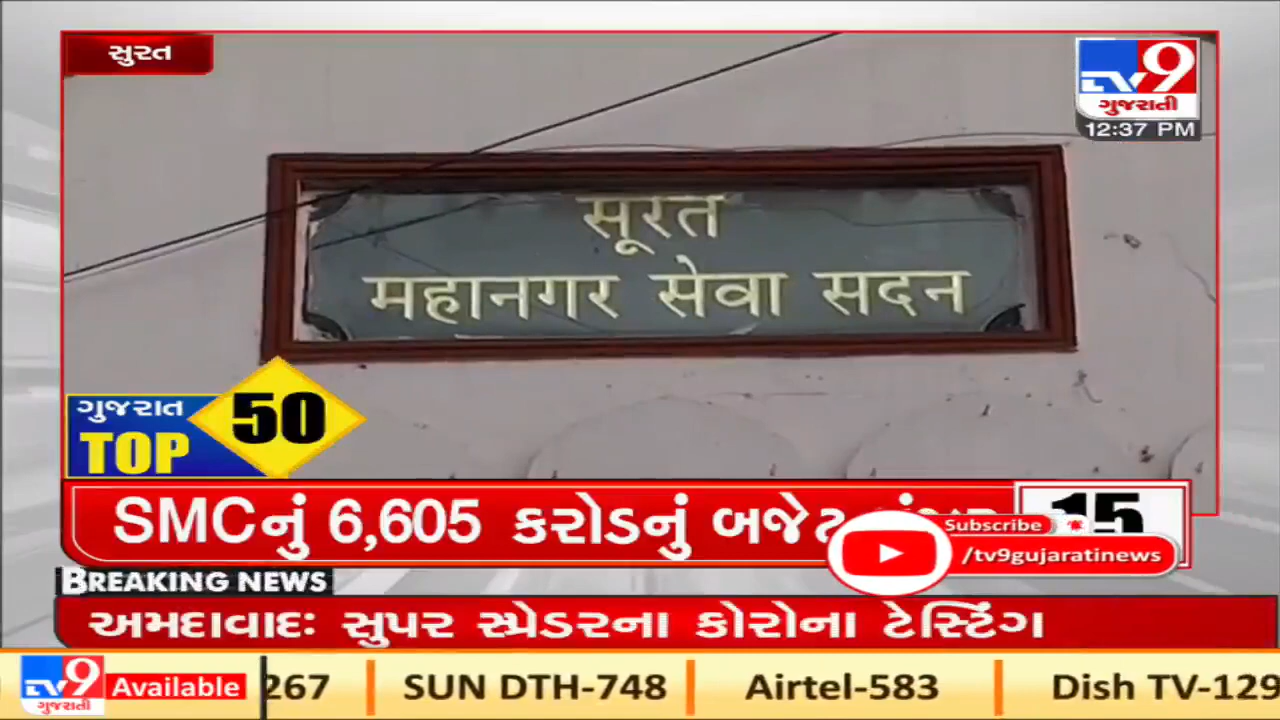 સુરત
TV9
ગુજરાતી
12:37 PM
सूरत
महानगर सेवा सदन
ગુજરાત
TOP
50
SMCનું 6,605 કરોડનું બજેટ
15
Subscribe
/tv9gujaratinews
BREAKING NEWS
અમદાવાદઃ સુપર સ્પ્રેડરના કોરોના ટેસ્ટિંગ
TV9
ગુજરાતી
Available
267
SUN DTH-748
Airtel-583
Dish TV-129